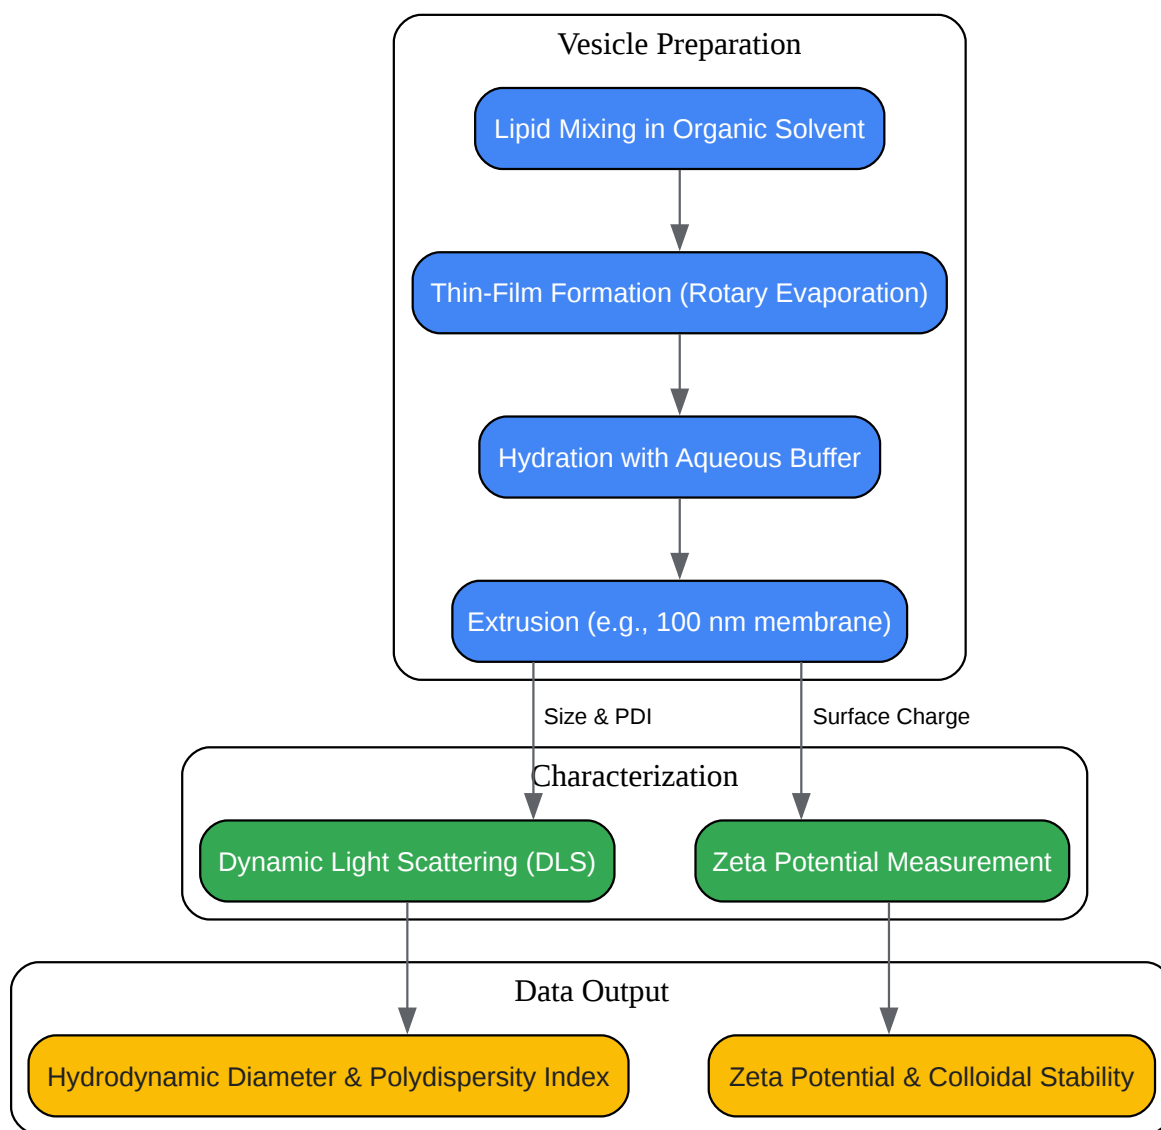 Vesicle Preparation
Lipid Mixing in Organic Solvent
Thin-Film Formation (Rotary Evaporation)
Hydration with Aqueous Buffer
Extrusion (e.g., 100 nm membrane)
Size & PDI
Surface Charge
Characterization
Dynamic Light Scattering (DLS)
Zeta Potential Measurement
Data Output
Hydrodynamic Diameter & Polydispersity Index
Zeta Potential & Colloidal Stability